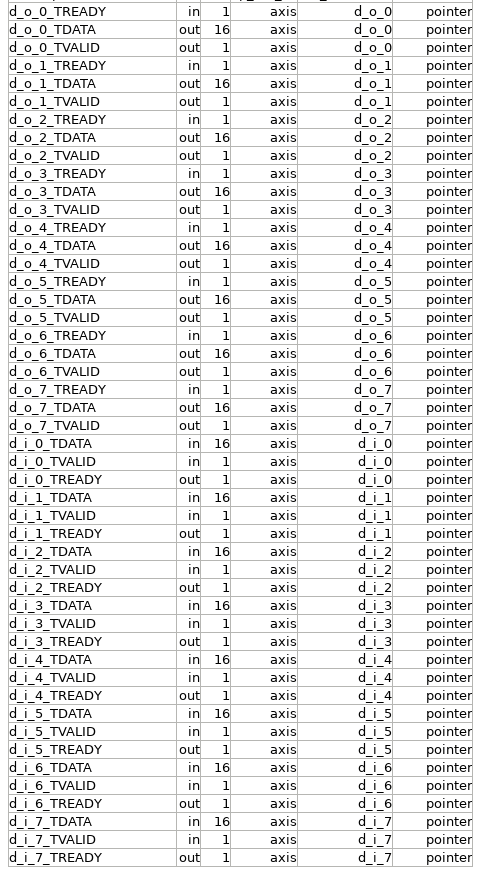 d_o_0_TREADY in 1 axis d_o_0 pointer
d_o_0_TDATA out 16 axis d_o_0 pointer
d_o_0_TVALID out 1 axis d_o_0 pointer
d_o_1_TREADY in 1 axis d_o_1 pointer
d_o_1_TDATA out 16 axis d_o_1 pointer
d_o_1_TVALID out 1 axis d_o_1 pointer
d_o_2_TREADY in 1 axis d_o_2 pointer
d_o_2_TDATA out 16 axis d_o_2 pointer
d_o_2_TVALID out 1 axis d_o_2 pointer
d_o_3_TREADY in 1 axis d_o_3 pointer
d_o_3_TDATA out 16 axis d_o_3 pointer
d_o_3_TVALID out 1 axis d_o_3 pointer
d_o_4_TREADY in 1 axis d_o_4 pointer
d_o_4_TDATA out 16 axis d_o_4 pointer
d_o_4_TVALID out 1 axis d_o_4 pointer
d_o_5_TREADY in 1 axis d_o_5 pointer
d_o_5_TDATA out 16 axis d_o_5 pointer
d_o_5_TVALID out 1 axis d_o_5 pointer
d_o_6_TREADY in 1 axis d_o_6 pointer
d_o_6_TDATA out 16 axis d_o_6 pointer
d_o_6_TVALID out 1 axis d_o_6 pointer
d_o_7_TREADY in 1 axis d_o_7 pointer
d_o_7_TDATA out 16 axis d_o_7 pointer
d_o_7_TVALID out 1 axis d_o_7 pointer
d_i_0_TDATA in 16 axis d_i_0 pointer
d_i_0_TVALID in 1 axis d_i_0 pointer
d_i_0_TREADY out 1 axis d_i_0 pointer
d_i_1_TDATA in 16 axis d_i_1 pointer
d_i_1_TVALID in 1 axis d_i_1 pointer
d_i_1_TREADY out 1 axis d_i_1 pointer
d_i_2_TDATA in 16 axis d_i_2 pointer
d_i_2_TVALID in 1 axis d_i_2 pointer
d_i_2_TREADY out 1 axis d_i_2 pointer
d_i_3_TDATA in 16 axis d_i_3 pointer
d_i_3_TVALID in 1 axis d_i_3 pointer
d_i_3_TREADY out 1 axis d_i_3 pointer
d_i_4_TDATA in 16 axis d_i_4 pointer
d_i_4_TVALID in 1 axis d_i_4 pointer
d_i_4_TREADY out 1 axis d_i_4 pointer
d_i_5_TDATA in 16 axis d_i_5 pointer
d_i_5_TVALID in 1 axis d_i_5 pointer
d_i_5_TREADY out 1 axis d_i_5 pointer
d_i_6_TDATA in 16 axis d_i_6 pointer
d_i_6_TVALID in 1 axis d_i_6 pointer
d_i_6_TREADY out 1 axis d_i_6 pointer
d_i_7_TDATA in 16 axis d_i_7 pointer
d_i_7_TVALID in 1 axis d_i_7 pointer
d_i_7_TREADY out 1 axis d_i_7 pointer